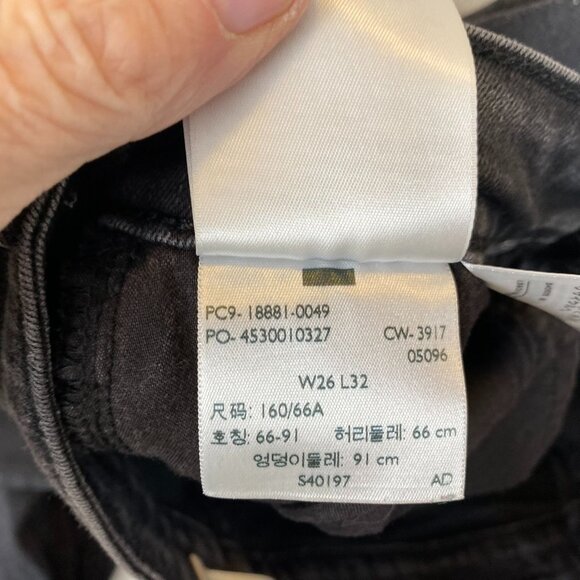 PC9- 18881-0049
PO- 4530010327 CW- 3917
05096
W26 L32
尺码: 160/66A
호칭: 66-91 허리둘레: 66 cm
엉덩이둘레: 91 cm
S40197 AD